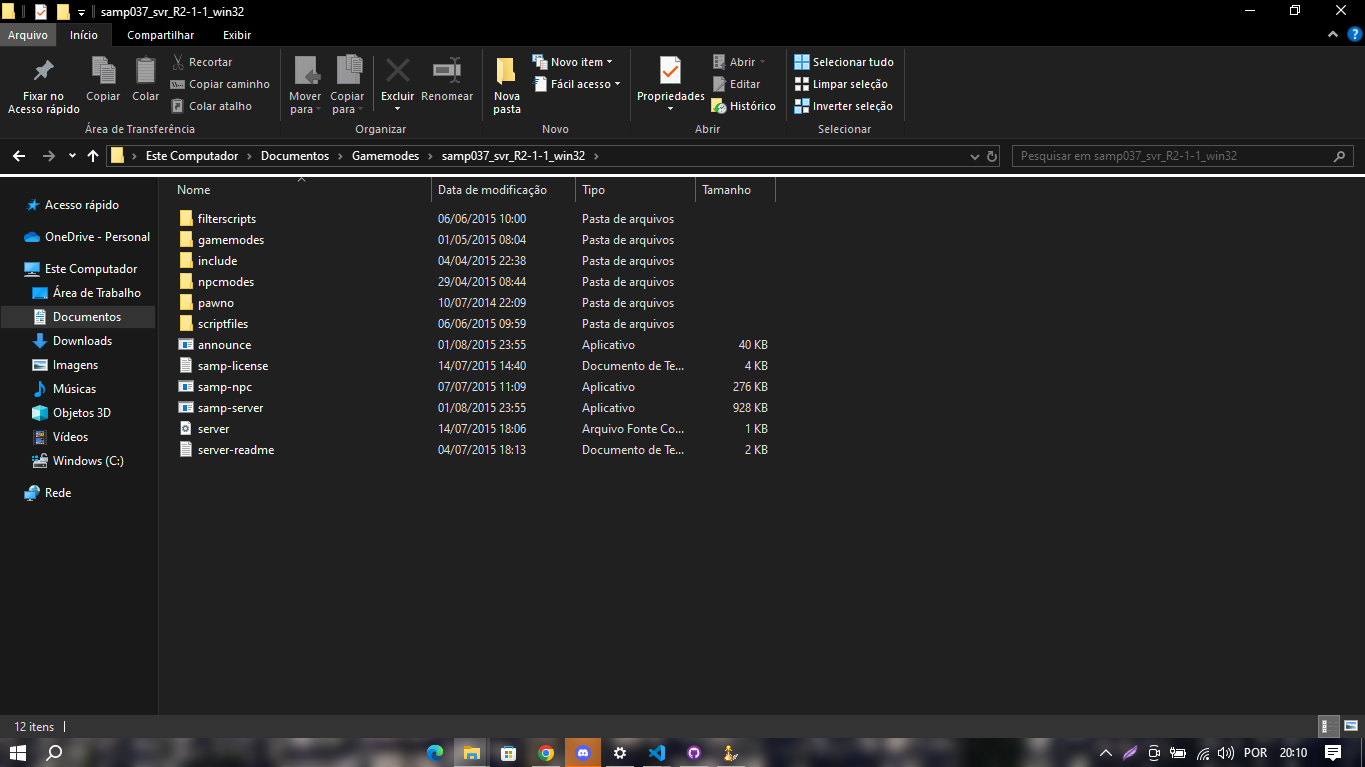 samp037_svr_R2-1-1_win32
Arquivo Início Compartilhar Exibir
Fixar no Acesso rápido
Copiar
Colar
Recortar
Copiar caminho
Colar atalho
Área de Transferência
Mover para
Copiar para
Excluir
Renomear
Organizar
Nova pasta
Novo item
Fácil acesso
Novo
Propriedades
Abrir
Editar
Histórico
Abrir
Selecionar tudo
Limpar seleção
Inverter seleção
Selecionar
Este Computador Documentos Gamemodes samp037_svr_R2-1-1_win32
Pesquisar em samp037_svr_R2-1-1_win32
Acesso rápido
OneDrive - Personal
Este Computador
Área de Trabalho
Documentos
Downloads
Imagens
Músicas
Objetos 3D
Vídeos
Windows (C:)
Rede
Nome Data de modificação Tipo Tamanho
filterscripts 06/06/2015 10:00 Pasta de arquivos
gamemodes 01/05/2015 08:04 Pasta de arquivos
include 04/04/2015 22:38 Pasta de arquivos
npcmodes 29/04/2015 08:44 Pasta de arquivos
pawno 10/07/2014 22:09 Pasta de arquivos
scriptfiles 06/06/2015 09:59 Pasta de arquivos
announce 01/08/2015 23:55 Aplicativo 40 KB
samp-license 14/07/2015 14:40 Documento de Te... 4 KB
samp-npc 07/07/2015 11:09 Aplicativo 276 KB
samp-server 01/08/2015 23:55 Aplicativo 928 KB
server 14/07/2015 18:06 Arquivo Fonte Co... 1 KB
server-readme 04/07/2015 18:13 Documento de Te... 2 KB
12 itens
POR 20:10